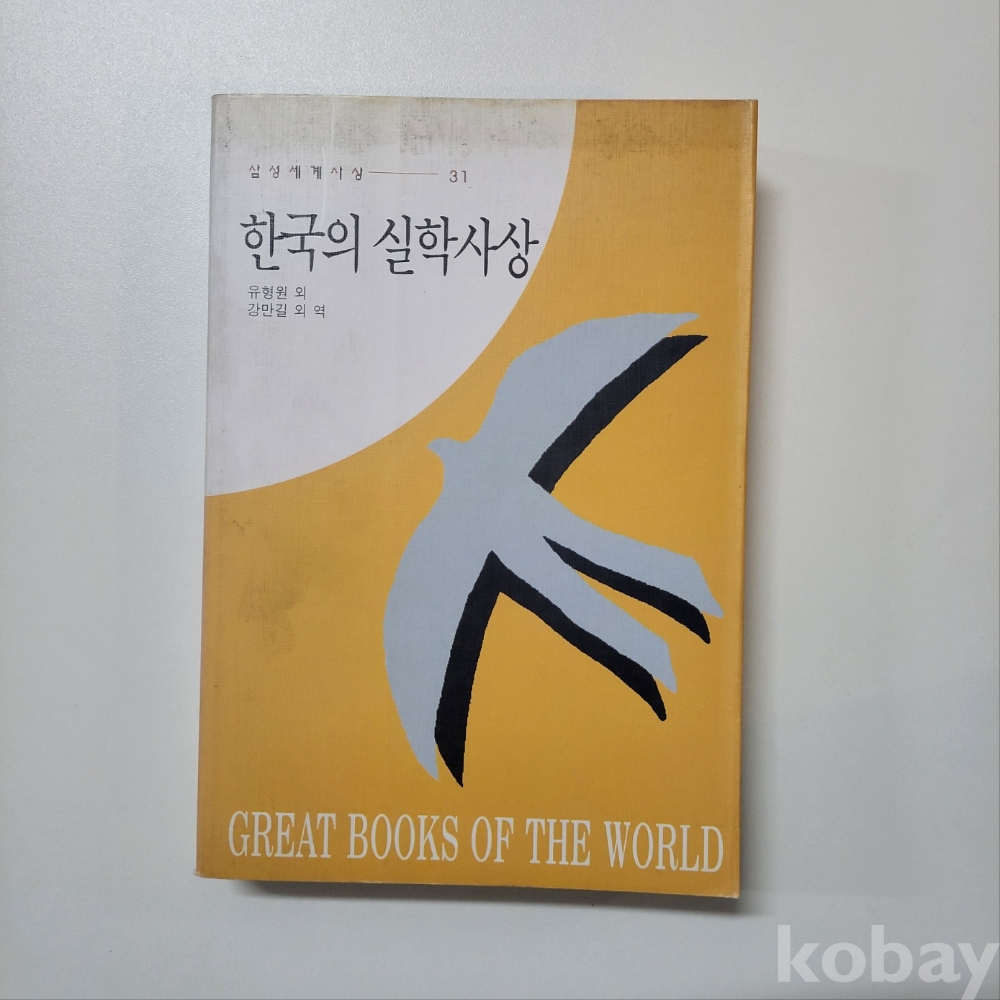 삼성세계사상 31
한국의 실학사상
유형원 외
강만길 외 역
GREAT BOOKS OF THE WORLD
kobay